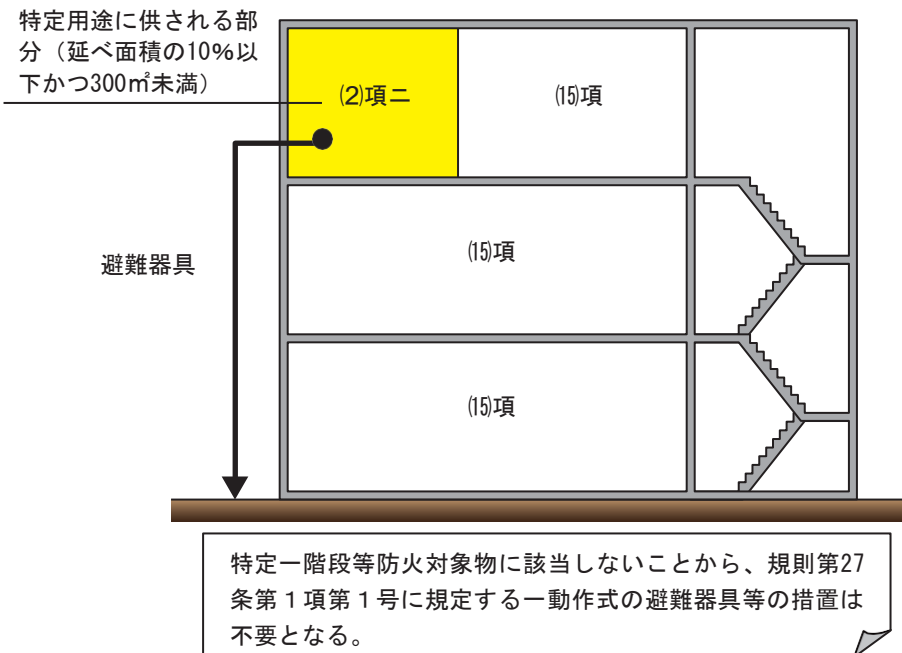 特定用途に供される部
分（延べ面積の10％以
下かつ300㎡未満）
⑵項ニ
⒂項
避難器具
⒂項
⒂項
特定一階段等防火対象物に該当しないことから、規則第27
条第１項第１号に規定する一動作式の避難器具等の措置は
不要となる。